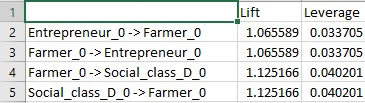 1 Lift Leverage
2 Entrepreneur_0 -> Farmer_0 1.065589 0.033705
3 Farmer_0 -> Entrepreneur_0 1.065589 0.033705
4 Farmer_0 -> Social_class_D_0 1.125166 0.040201
5 Social_class_D_0 -> Farmer_0 1.125166 0.040201